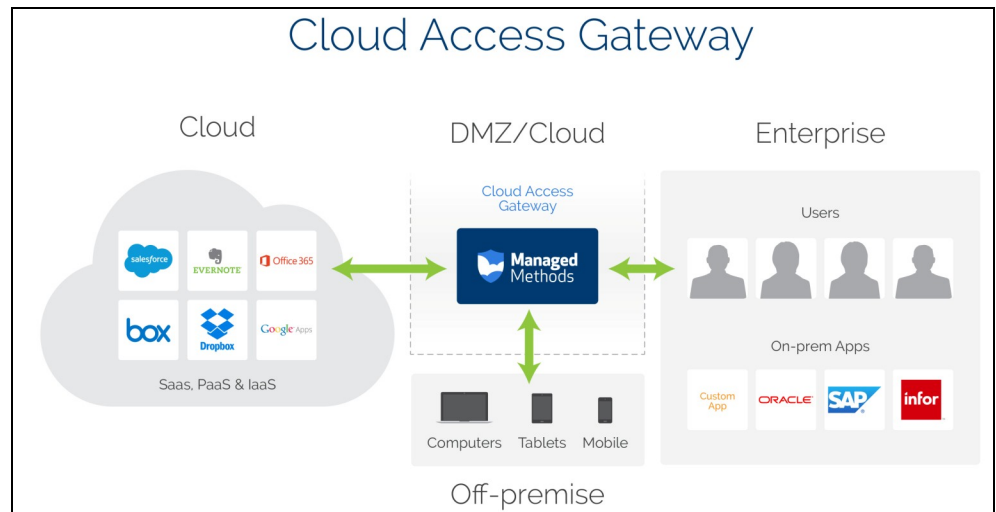 Cloud Access Gateway
Cloud
DMZ/Cloud
Enterprise
Cloud Access
Gateway
Managed
Methods
salesforce
EVERNOTE
Office 365
box
Dropbox
Google Apps
Saas, PaaS & IaaS
Users
On-prem Apps
Custom
App
ORACLE
SAP
infor
Computers
Tablets
Mobile
Off-premise